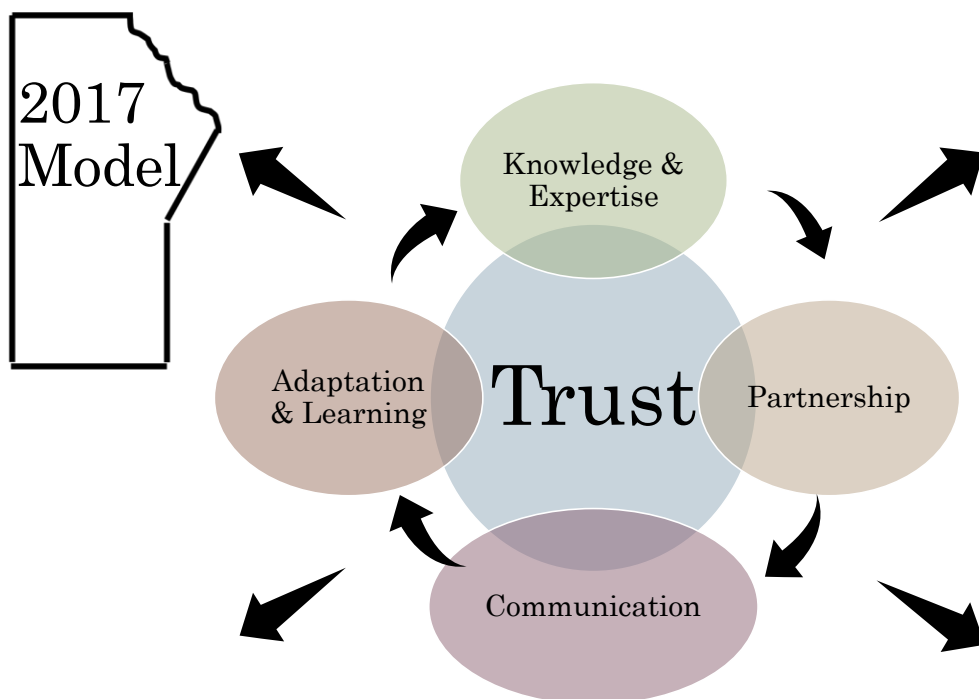 2017
Model
Knowledge &
Expertise
Adaptation
& Learning
Trust
Partnership
Communication